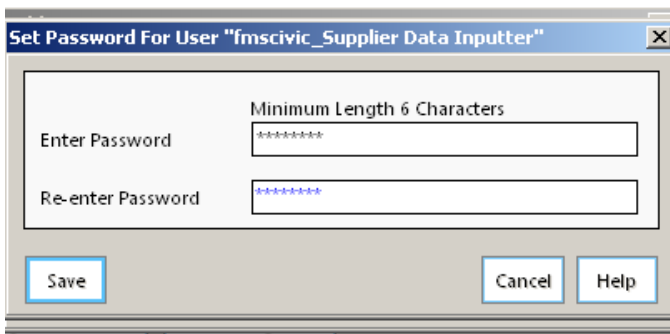 Set Password For User "fmscivic_Supplier Data Inputter"
Minimum Length 6 Characters
Enter Password ********
Re-enter Password ********
Save Cancel Help